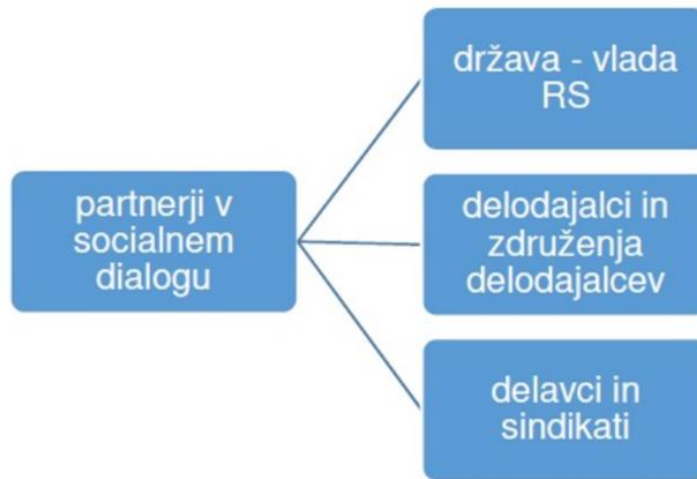 partnerji v
socialnem
dialogu
država - vlada
RS
delodajalci in
združenja
delodajalcev
delavci in
sindikati